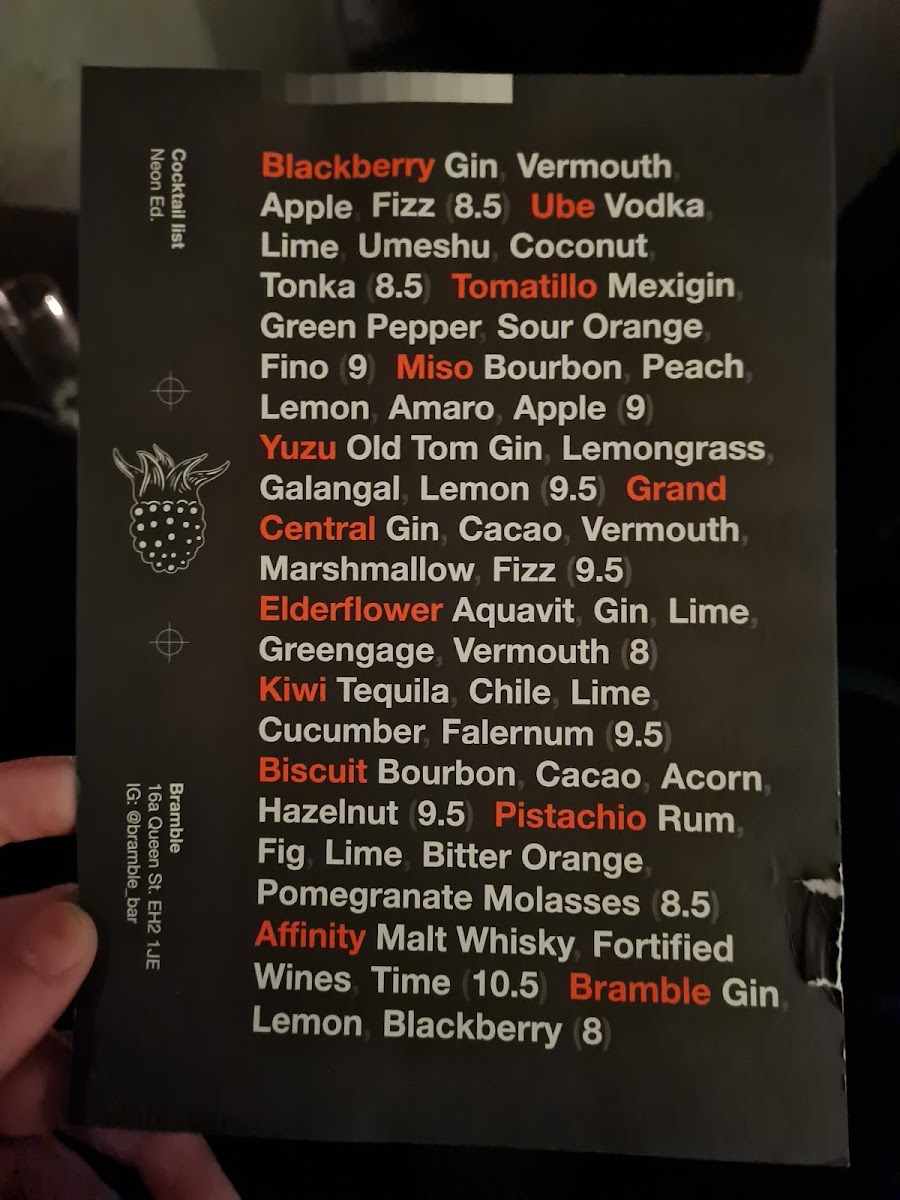 Cocktail list
Neon Ed.
Blackberry Gin, Vermouth,
Apple, Fizz (8.5) Ube Vodka,
Lime, Umeshu, Coconut,
Tonka (8.5) Tomatillo Mexigin,
Green Pepper, Sour Orange,
Fino (9) Miso Bourbon, Peach,
Lemon, Amaro, Apple (9)
Yuzu Old Tom Gin, Lemongrass,
Galangal, Lemon (9.5) Grand
Central Gin, Cacao, Vermouth,
Marshmallow, Fizz (9.5)
Elderflower Aquavit, Gin, Lime,
Greengage, Vermouth (8)
Kiwi Tequila, Chile, Lime,
Cucumber, Falernum (9.5)
Biscuit Bourbon, Cacao, Acorn,
Hazelnut (9.5) Pistachio Rum,
Fig, Lime, Bitter Orange,
Pomegranate Molasses (8.5)
Affinity Malt Whisky, Fortified
Wines, Time (10.5) Bramble Gin,
Lemon, Blackberry (8)
Bramble
16a Queen St. EH2 1JE
IG: @bramble_bar